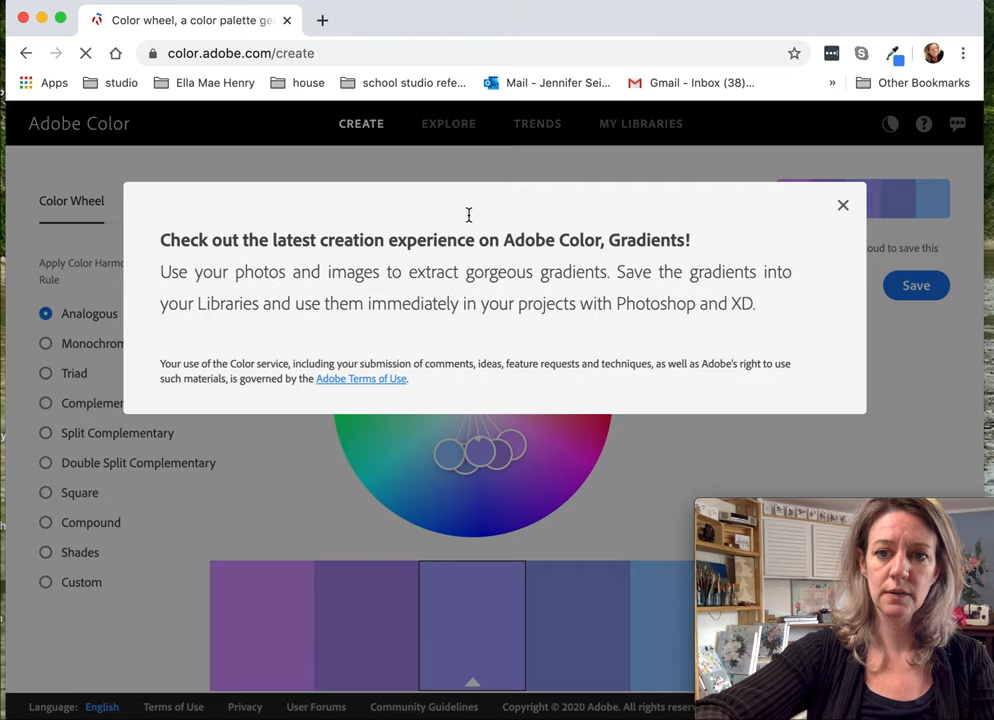 Color wheel, a color palette ge
color.adobe.com/create
Apps studio Ella Mae Henry house school studio refe... Mail - Jennifer Sei... Gmail - Inbox (38)... » Other Bookmarks
Adobe Color CREATE EXPLORE TRENDS MY LIBRARIES
Color Wheel
Check out the latest creation experience on Adobe Color, Gradients!
Use your photos and images to extract gorgeous gradients. Save the gradients into
your Libraries and use them immediately in your projects with Photoshop and XD.
Your use of the Color service, including your submission of comments, ideas, feature requests and techniques, as well as Adobe's right to use
such materials, is governed by the Adobe Terms of Use.
oud to save this
Save
Apply Color Harmo
Rule
Analogous
Monochrom
Triad
Complemen
Split Complementary
Double Split Complementary
Square
Compound
Shades
Custom
Language: English Terms of Use Privacy User Forums Community Guidelines Copyright © 2020 Adobe. All rights reser